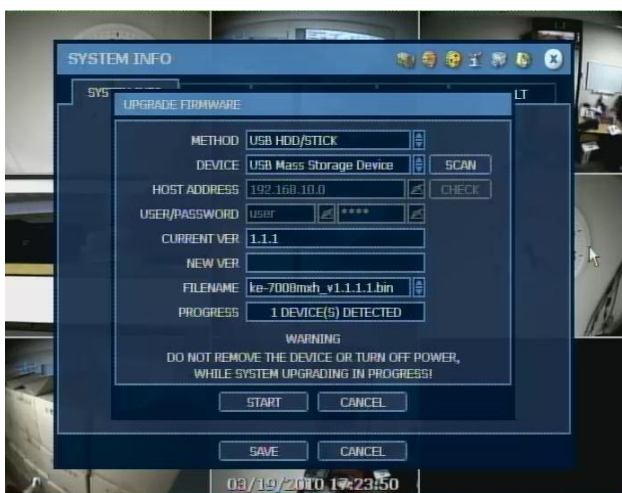 SYSTEM INFO
SYS
LT
UPGRADE FIRMWARE
METHOD USB HDD/STICK
DEVICE USB Mass Storage Device SCAN
HOST ADDRESS 192.168.10.0 CHECK
USER/PASSWORD user ****
CURRENT VER 1.1.1
NEW VER
FILENAME ke-7008mxh_v1.1.1.1.bin
PROGRESS 1 DEVICE(S) DETECTED
WARNING
DO NOT REMOVE THE DEVICE OR TURN OFF POWER,
WHILE SYSTEM UPGRADING IN PROGRESS!
START CANCEL
SAVE CANCEL
03/19/2010 17:23:50